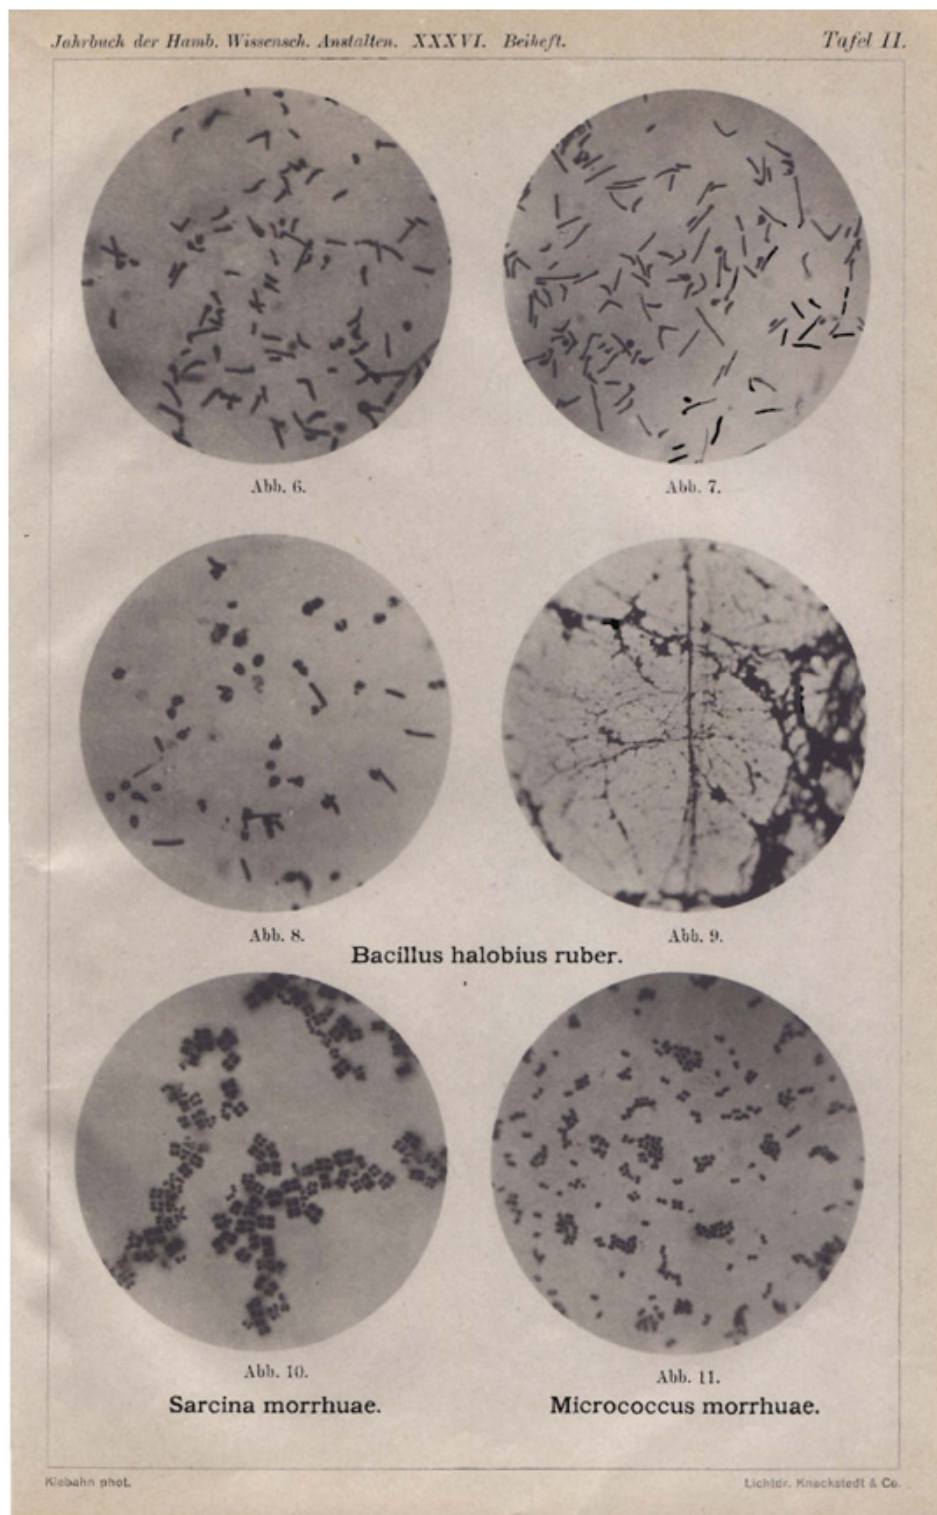 Jahrbuch der Hamb. Wissensch. Anstalten. XXXVI. Beiheft. Tafel II.
Abb. 6. Abb. 7.
Abb. 8. Abb. 9.
Bacillus halobius ruber.
Abb. 10. Abb. 11.
Sarcina morrhuae. Micrococcus morrhuae.
Klebahn phot. Lichtdr. Knackstedt & Co.